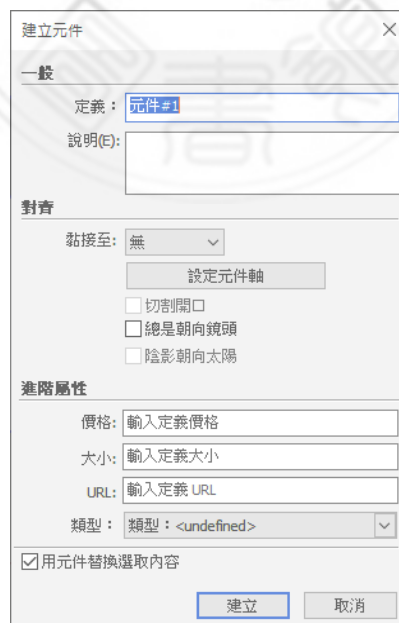 建立元件
一般
定義：元件#1
說明(E):
對齊
黏接至: 無
設定元件軸
切割開口
總是朝向鏡頭
陰影朝向太陽
進階屬性
價格: 輸入定義價格
大小: 輸入定義大小
URL: 輸入定義 URL
類型： 類型：<undefined>
用元件替換選取內容
建立 取消